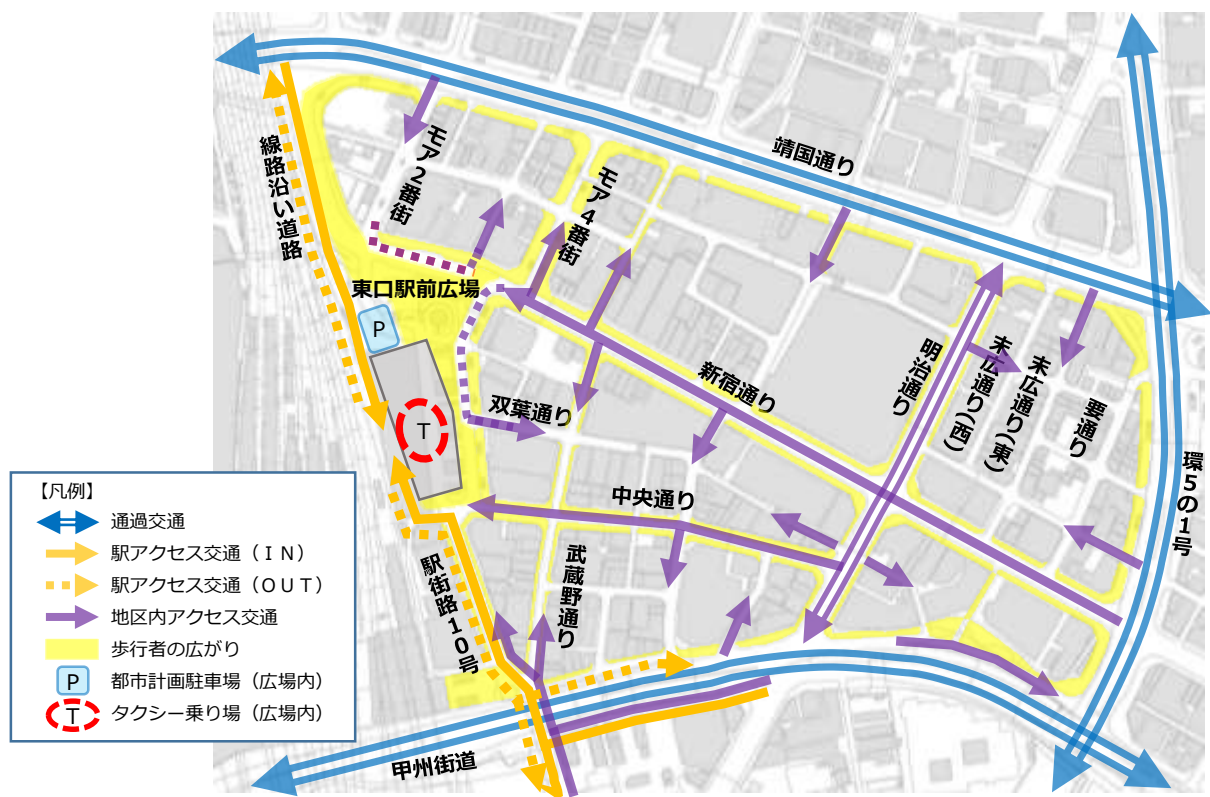 靖国通り
線路沿い道路
モア2番街
モア4番街
東口駅前広場
P
T
双葉通り
新宿通り
明治通り
末広通り(西)
末広通り(東)
要通り
環5の1号
中央通り
武蔵野通り
駅街路10号
甲州街道
【凡例】
通過交通
駅アクセス交通(IN)
駅アクセス交通(OUT)
地区内アクセス交通
歩行者の広がり
P 都市計画駐車場(広場内)
T タクシー乗り場(広場内)